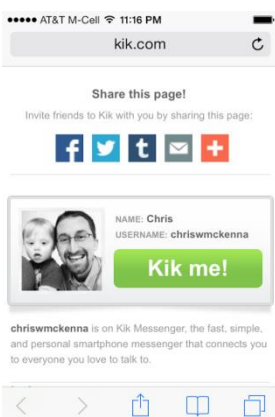 AT&T M-Cell 11:16 PM
kik.com
Share this page!
Invite friends to Kik with you by sharing this page:
f t
NAME: Chris
USERNAME: chriswmckenna
Kik me!
chriswmckenna is on Kik Messenger, the fast, simple,
and personal smartphone messenger that connects you
to everyone you love to talk to.